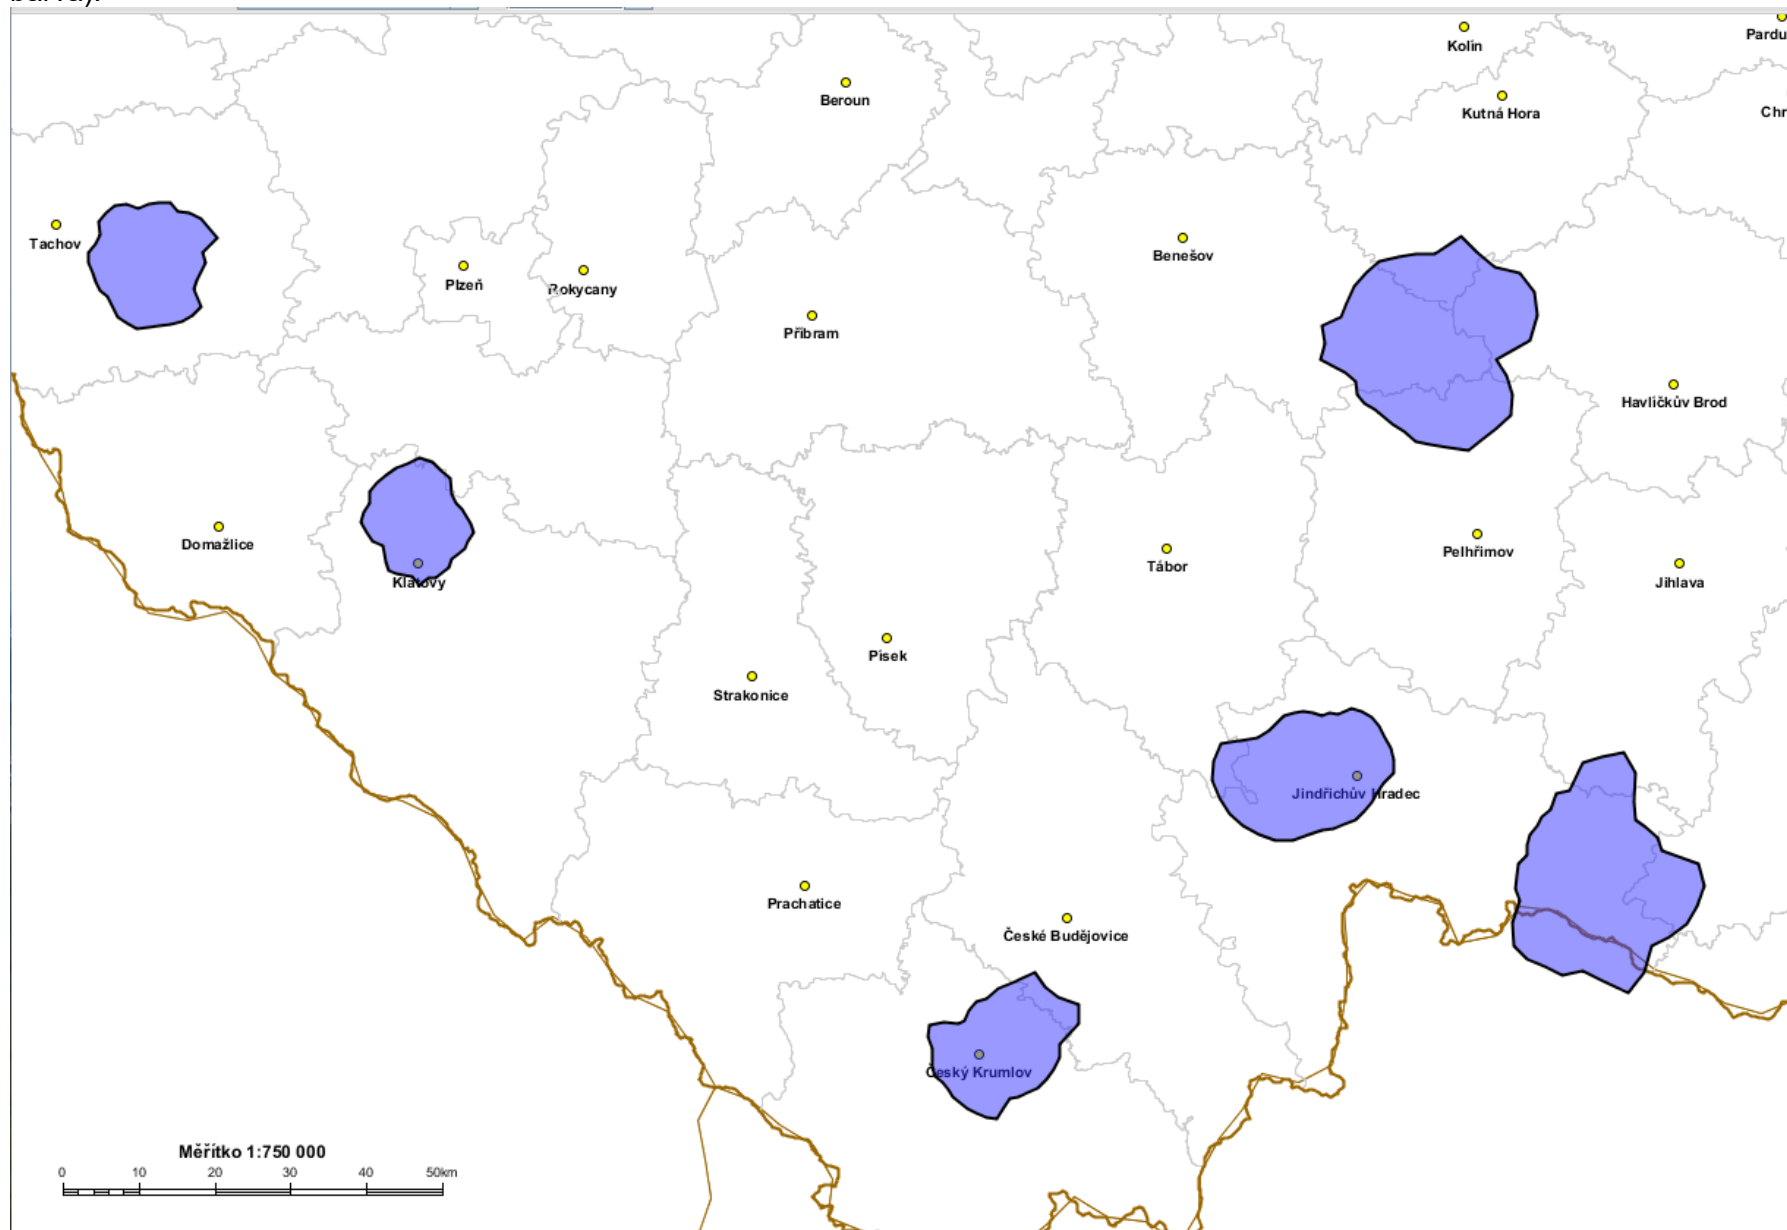 Kolín
Pardu
Beroun
Kutná Hora
Chr
Tachov
Benešov
Plzeň
Rokycany
Příbram
Havlíčkův Brod
Domažlice
Pelhřimov
Tábor
Klatovy
Jihlava
Písek
Strakonice
Jindřichův Hradec
Prachatice
České Budějovice
Český Krumlov
Měřítko 1:750 000
0 10 20 30 40 50km